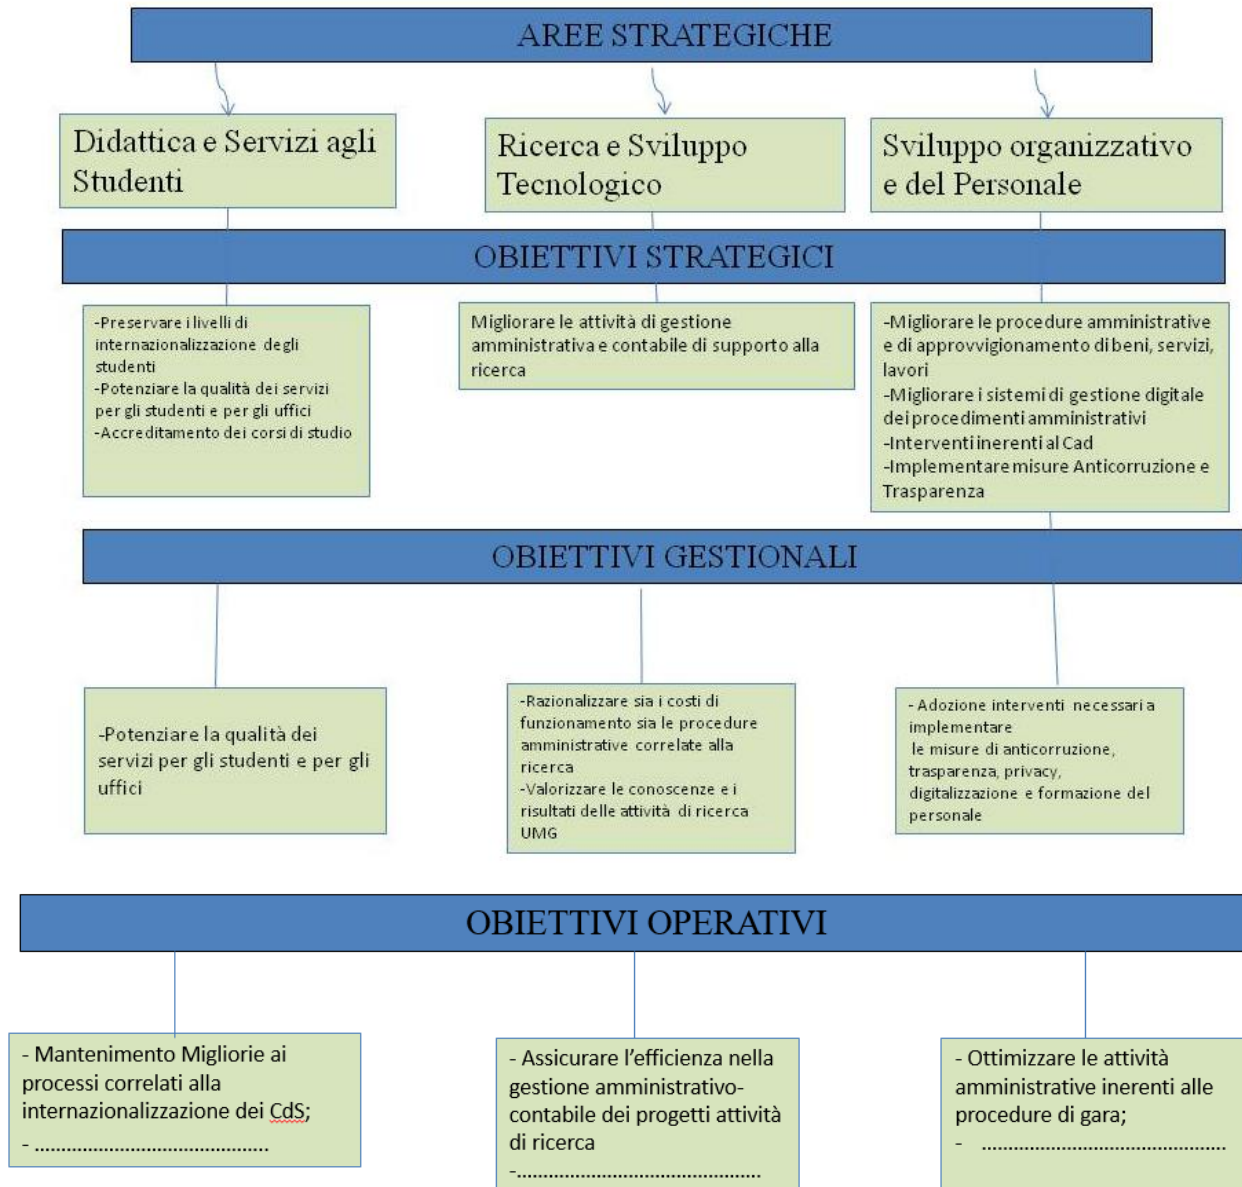 AREE STRATEGICHE
Didattica e Servizi agli
Studenti
Ricerca e Sviluppo
Tecnologico
Sviluppo organizzativo
e del Personale
OBIETTIVI STRATEGICI
-Preservare i livelli di
internazionalizzazione degli
studenti
-Potenziare la qualità dei servizi
per gli studenti e per gli uffici
-Accreditamento dei corsi di studio
Migliorare le attività di gestione
amministrativa e contabile di supporto alla
ricerca
-Migliorare le procedure amministrative
e di approvvigionamento di beni, servizi,
lavori
-Migliorare i sistemi di gestione digitale
dei procedimenti amministrativi
-Interventi inerenti al Cad
-Implementare misure Anticorruzione e
Trasparenza
OBIETTIVI GESTIONALI
-Potenziare la qualità dei
servizi per gli studenti e per gli
uffici
-Razionalizzare sia i costi di
funzionamento sia le procedure
amministrative correlate alla
ricerca
-Valorizzare le conoscenze e i
risultati delle attività di ricerca
UMG
- Adozione interventi necessari a
implementare
le misure di anticorruzione,
trasparenza, privacy,
digitalizzazione e formazione del
personale
OBIETTIVI OPERATIVI
- Mantenimento Migliorie ai
processi correlati alla
internazionalizzazione dei CdS;
- ............................................
- Assicurare l'efficienza nella
gestione amministrativo-
contabile dei progetti attività
di ricerca
-..............................................
- Ottimizzare le attività
amministrative inerenti alle
procedure di gara;
- ..............................................